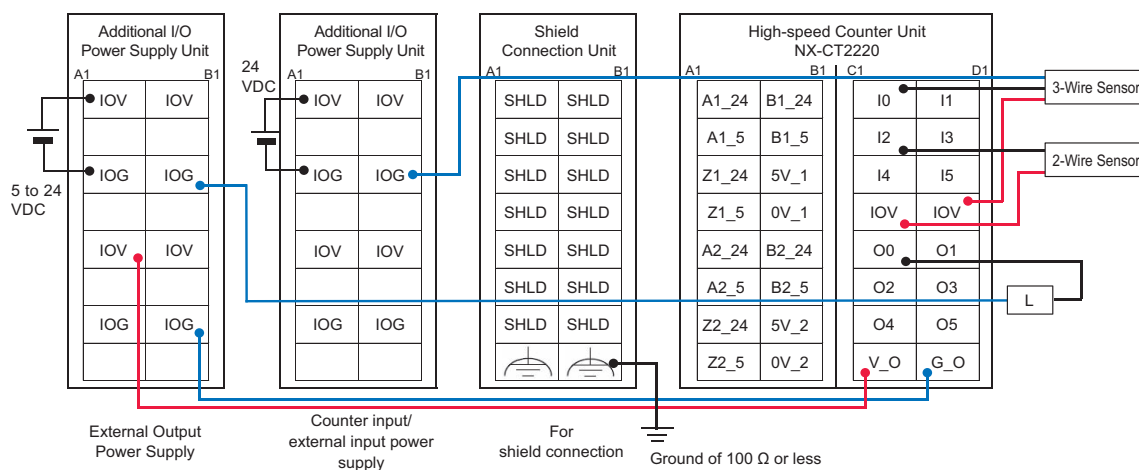 Additional I/O
Power Supply Unit
A1 B1
IOV IOV
IOG IOG
IOV IOV
IOG IOG
5 to 24
VDC
External Output
Power Supply
Additional I/O
Power Supply Unit
24
VDC
A1 B1
IOV IOV
IOG IOG
IOV IOV
IOG IOG
Counter input/
external input power
supply
Shield
Connection Unit
A1 B1
SHLD SHLD
SHLD SHLD
SHLD SHLD
SHLD SHLD
SHLD SHLD
SHLD SHLD
SHLD SHLD
For
shield connection
Ground of 100 Ω or less
High-speed Counter Unit
NX-CT2220
A1 B1 C1 D1
A1_24 B1_24 I0 I1
A1_5 B1_5 I2 I3
Z1_24 5V_1 I4 I5
Z1_5 0V_1 IOV IOV
A2_24 B2_24 O0 O1
A2_5 B2_5 O2 O3
Z2_24 5V_2 O4 O5
Z2_5 0V_2 V_O G_O
3-Wire Sensor
2-Wire Sensor
L